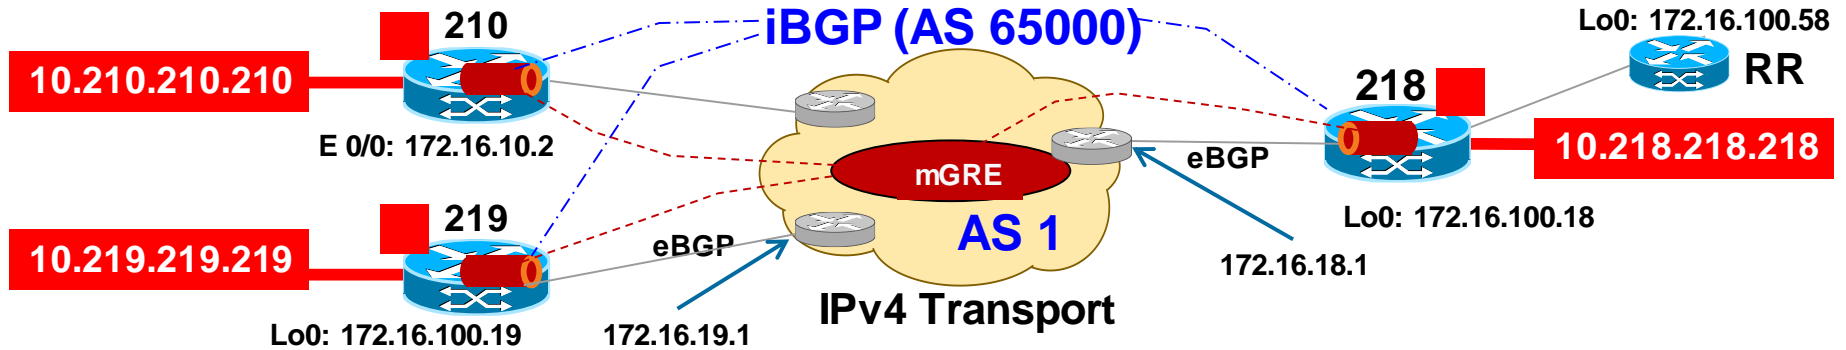 210
iBGP (AS 65000)
Lo0: 172.16.100.58
10.210.210.210
218
RR
E 0/0: 172.16.10.2
eBGP
10.218.218.218
mGRE
219
Lo0: 172.16.100.18
10.219.219.219
eBGP
AS 1
172.16.18.1
IPv4 Transport
Lo0: 172.16.100.19
172.16.19.1